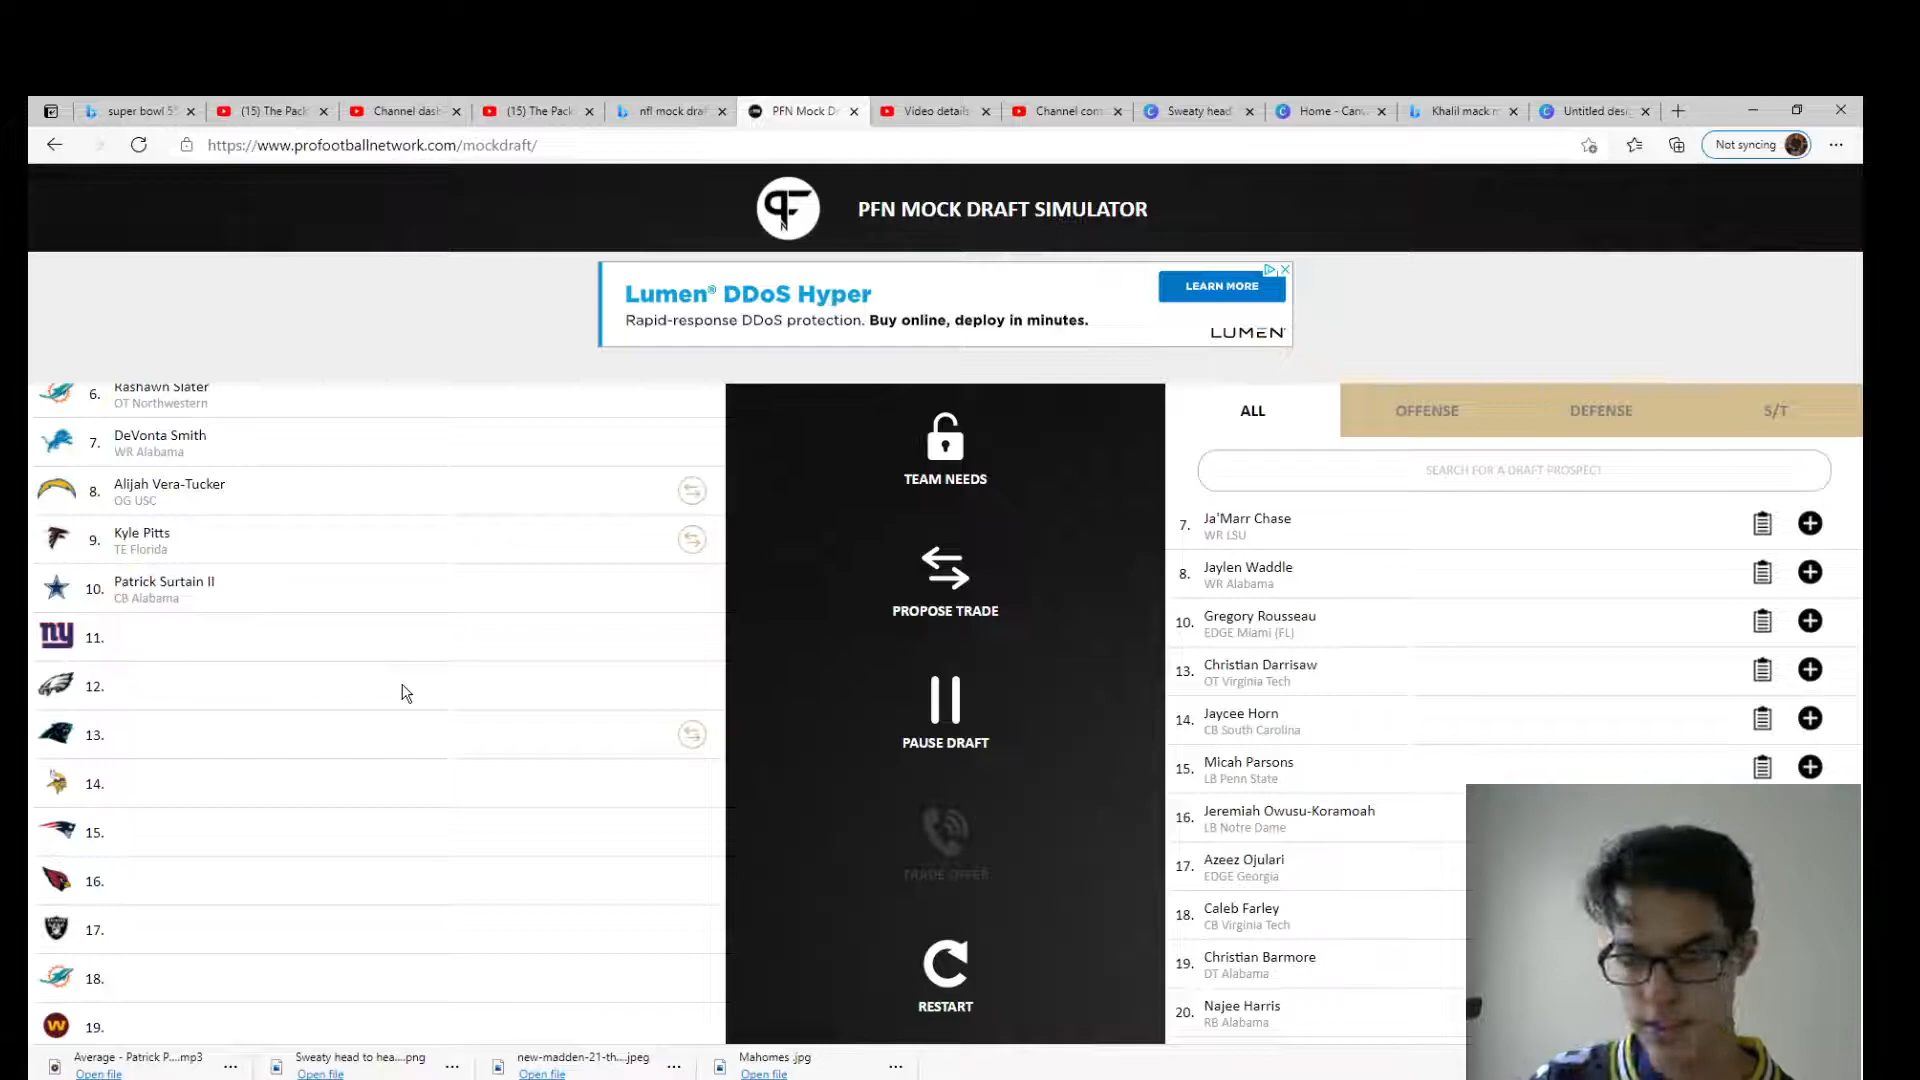 super bowl 5
(15) The Pack
Channel dash
(15) The Pack
nfl mock draf
PFN Mock D
Video details
Channel com
Sweaty head
Home - Canv
Khalil mack m
Untitled desi
https://www.profootballnetwork.com/mockdraft/
Not syncing
PFN
PFN MOCK DRAFT SIMULATOR
Lumen® DDoS Hyper
Rapid-response DDoS protection. Buy online, deploy in minutes.
LEARN MORE
LUMEN
6. Rashawn Slater
OT Northwestern
7. DeVonta Smith
WR Alabama
8. Alijah Vera-Tucker
OG USC
9. Kyle Pitts
TE Florida
10. Patrick Surtain II
CB Alabama
ny 11.
12.
13.
14.
15.
16.
17.
18.
W 19.
TEAM NEEDS
PROPOSE TRADE
PAUSE DRAFT
TRADE OFFER
RESTART
ALL OFFENSE DEFENSE S/T
SEARCH FOR A DRAFT PROSPECT
7. Ja'Marr Chase
WR LSU
8. Jaylen Waddle
WR Alabama
10. Gregory Rousseau
EDGE Miami (FL)
13. Christian Darrisaw
OT Virginia Tech
14. Jaycee Horn
CB South Carolina
15. Micah Parsons
LB Penn State
16. Jeremiah Owusu-Koramoah
LB Notre Dame
17. Azeez Ojulari
EDGE Georgia
18. Caleb Farley
CB Virginia Tech
19. Christian Barmore
DT Alabama
20. Najee Harris
RB Alabama
Average - Patrick P....mp3
Open file
Sweaty head to hea....png
Open file
new-madden-21-th....jpeg
Open file
Mahomes .jpg
Open file